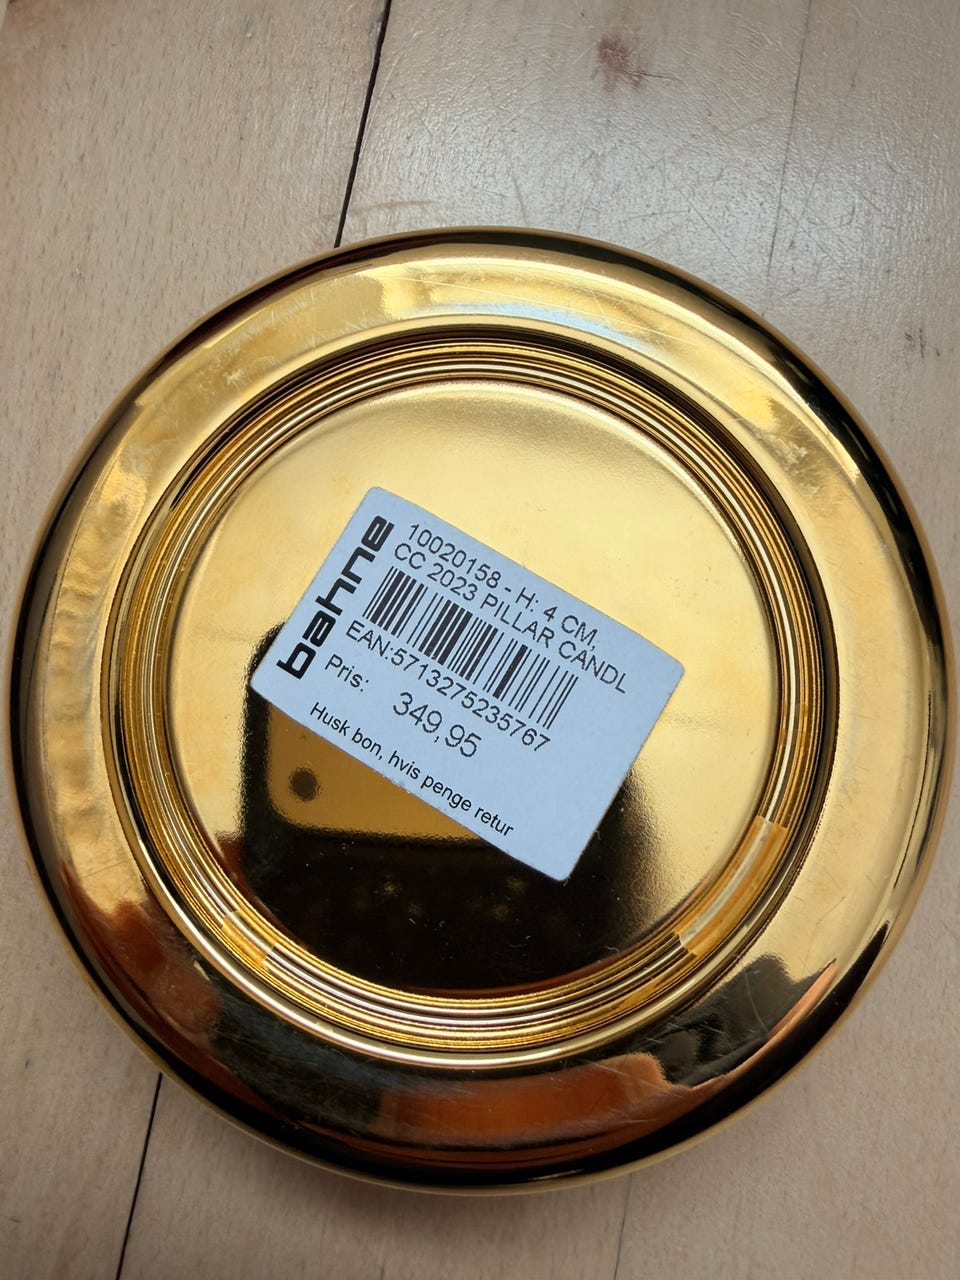 bahne
10020158 - H: 4 CM,
CC 2023 PILLAR CANDL
EAN:5713275235767
Pris: 349,95
Husk bon, hvis penge retur